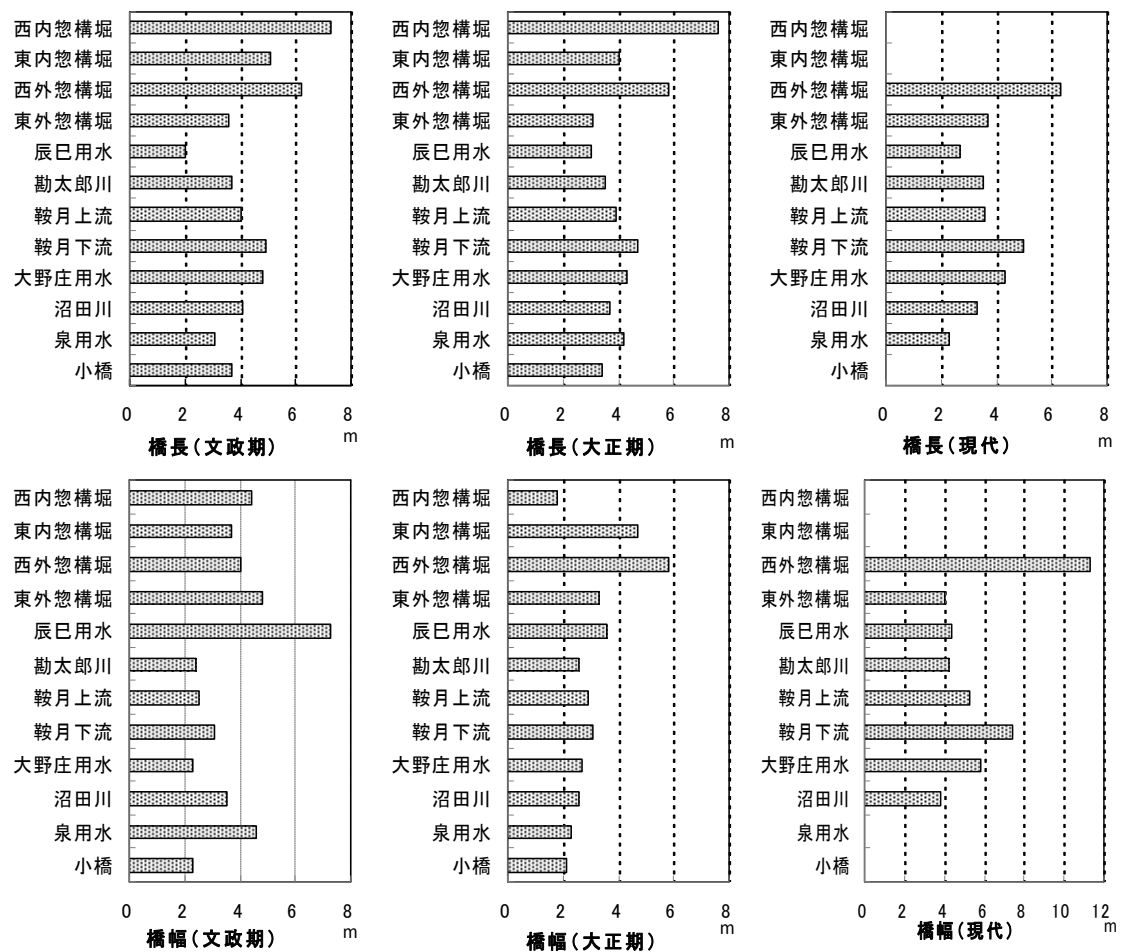 西内惣構堀
東内惣構堀
西外惣構堀
東外惣構堀
辰巳用水
勘太郎川
鞍月上流
鞍月下流
大野庄用水
沼田川
泉用水
小橋
0 2 4 6 8
m
橋長(文政期)
西内惣構堀
東内惣構堀
西外惣構堀
東外惣構堀
辰巳用水
勘太郎川
鞍月上流
鞍月下流
大野庄用水
沼田川
泉用水
小橋
0 2 4 6 8
m
橋長(大正期)
西内惣構堀
東内惣構堀
西外惣構堀
東外惣構堀
辰巳用水
勘太郎川
鞍月上流
鞍月下流
大野庄用水
沼田川
泉用水
小橋
0 2 4 6 8
m
橋長(現代)
西内惣構堀
東内惣構堀
西外惣構堀
東外惣構堀
辰巳用水
勘太郎川
鞍月上流
鞍月下流
大野庄用水
沼田川
泉用水
小橋
0 2 4 6 8
m
橋幅(文政期)
西内惣構堀
東内惣構堀
西外惣構堀
東外惣構堀
辰巳用水
勘太郎川
鞍月上流
鞍月下流
大野庄用水
沼田川
泉用水
小橋
0 2 4 6 8
m
橋幅(大正期)
西内惣構堀
東内惣構堀
西外惣構堀
東外惣構堀
辰巳用水
勘太郎川
鞍月上流
鞍月下流
大野庄用水
沼田川
泉用水
小橋
0 2 4 6 8 10 12
m
橋幅(現代)